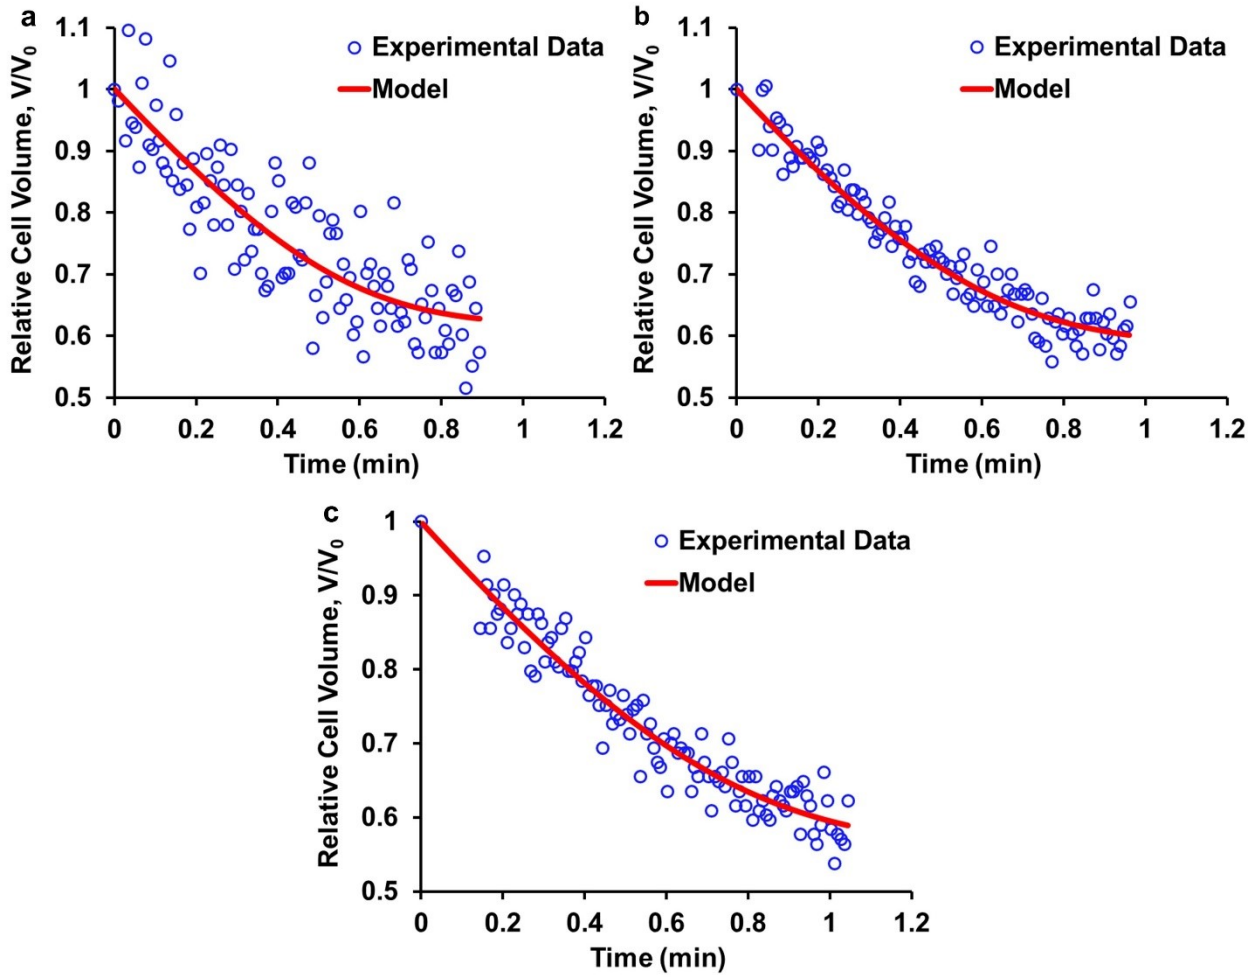 a
1.1
1
0.9
0.8
0.7
0.6
0.5
Relative Cell Volume, V/V₀
Experimental Data
Model
0 0.2 0.4 0.6 0.8 1 1.2
Time (min)
b
1.1
1
0.9
0.8
0.7
0.6
0.5
Relative Cell Volume, V/V₀
Experimental Data
Model
0 0.2 0.4 0.6 0.8 1 1.2
Time (min)
c
1
0.9
0.8
0.7
0.6
0.5
Relative Cell Volume, V/V₀
Experimental Data
Model
0 0.2 0.4 0.6 0.8 1 1.2
Time (min)